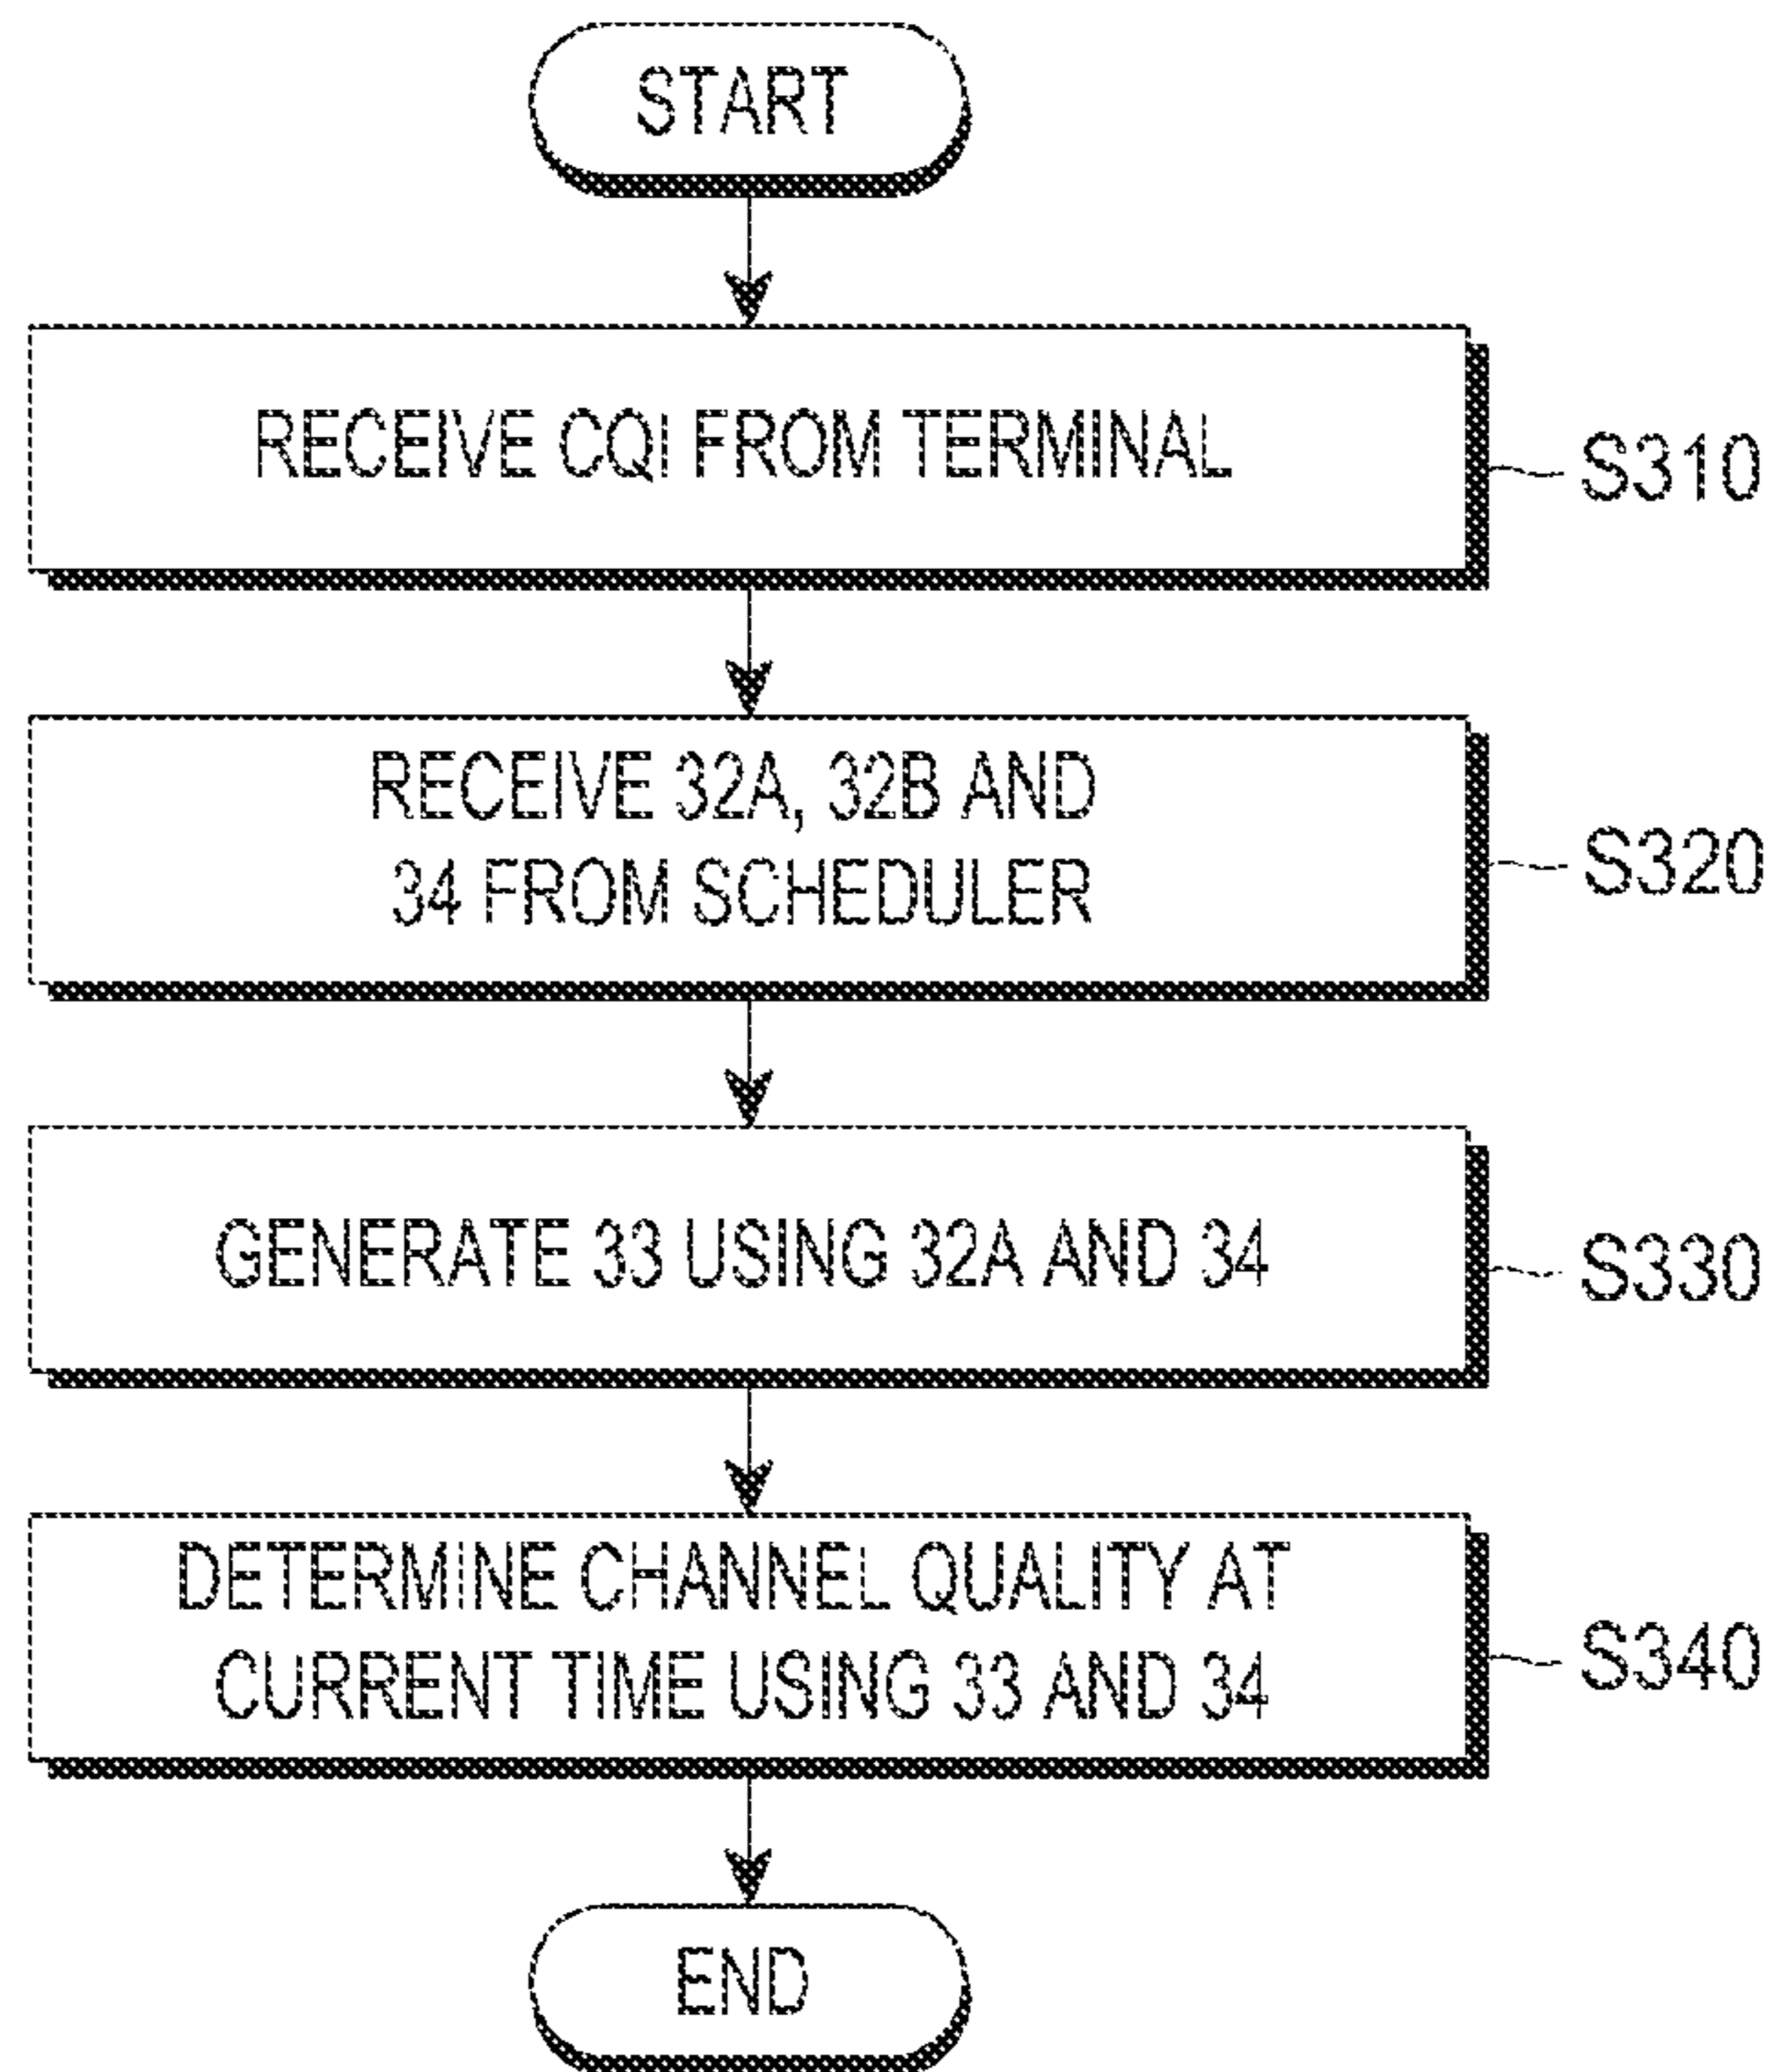 START
RECEIVE CQI FROM TERMINAL
S310
RECEIVE 32A, 32B AND
34 FROM SCHEDULER
S320
GENERATE 33 USING 32A AND 34
S330
DETERMINE CHANNEL QUALITY AT
CURRENT TIME USING 33 AND 34
S340
END